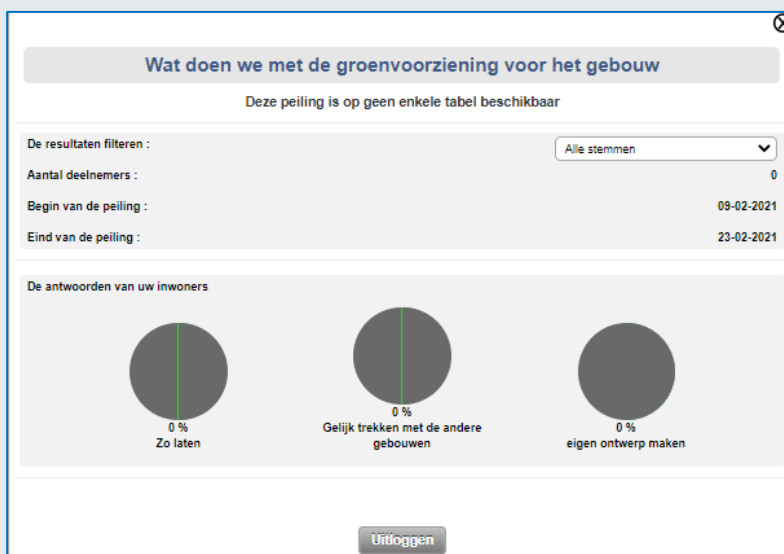 Wat doen we met de groenvoorziening voor het gebouw
Deze peiling is op geen enkele tabel beschikbaar
De resultaten filteren :
Alle stemmen
Aantal deelnemers :
0
Begin van de peiling :
09-02-2021
Eind van de peiling :
23-02-2021
De antwoorden van uw inwoners
0 %
Zo laten
0 %
Gelijk trekken met de andere
gebouwen
0 %
eigen ontwerp maken
Uitloggen